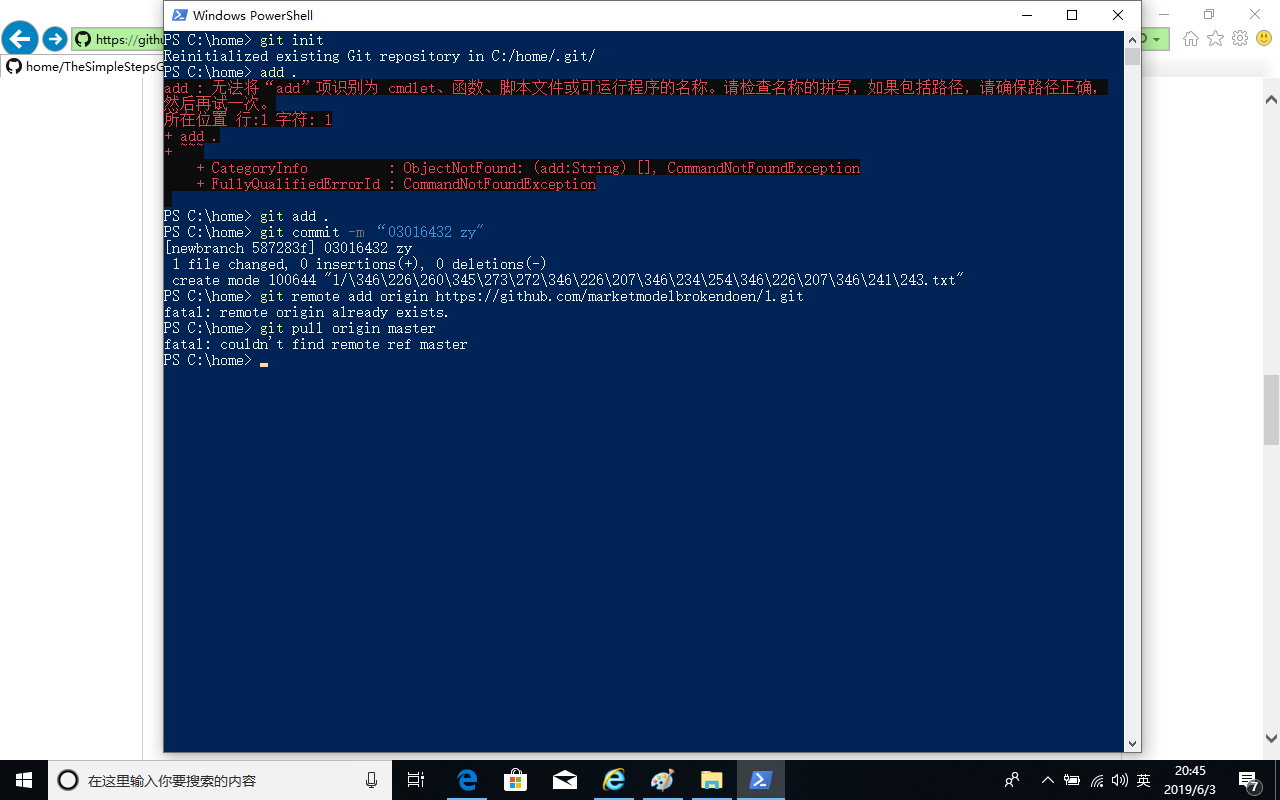 Windows PowerShell
https://githu
home/TheSimpleStepsG
PS C:\home> git init
Reinitialized existing Git repository in C:/home/.git/
PS C:\home> add .
add : 无法将“add”项识别为 cmdlet、函数、脚本文件或可运行程序的名称。请检查名称的拼写，如果包括路径，请确保路径正确，
然后再试一次。
所在位置 行:1 字符: 1
+ add .
+ ~~~
    + CategoryInfo          : ObjectNotFound: (add:String) [], CommandNotFoundException
    + FullyQualifiedErrorId : CommandNotFoundException
PS C:\home> git add .
PS C:\home> git commit -m “03016432 zy"
[newbranch 587283f] 03016432 zy
 1 file changed, 0 insertions(+), 0 deletions(-)
 create mode 100644 "1/\346\226\260\345\273\272\346\226\207\346\234\254\346\226\207\346\241\243.txt"
PS C:\home> git remote add origin https://github.com/marketmodelbrokendoen/1.git
fatal: remote origin already exists.
PS C:\home> git pull origin master
fatal: couldn't find remote ref master
PS C:\home>
在这里输入你要搜索的内容
英
20:45
2019/6/3
7